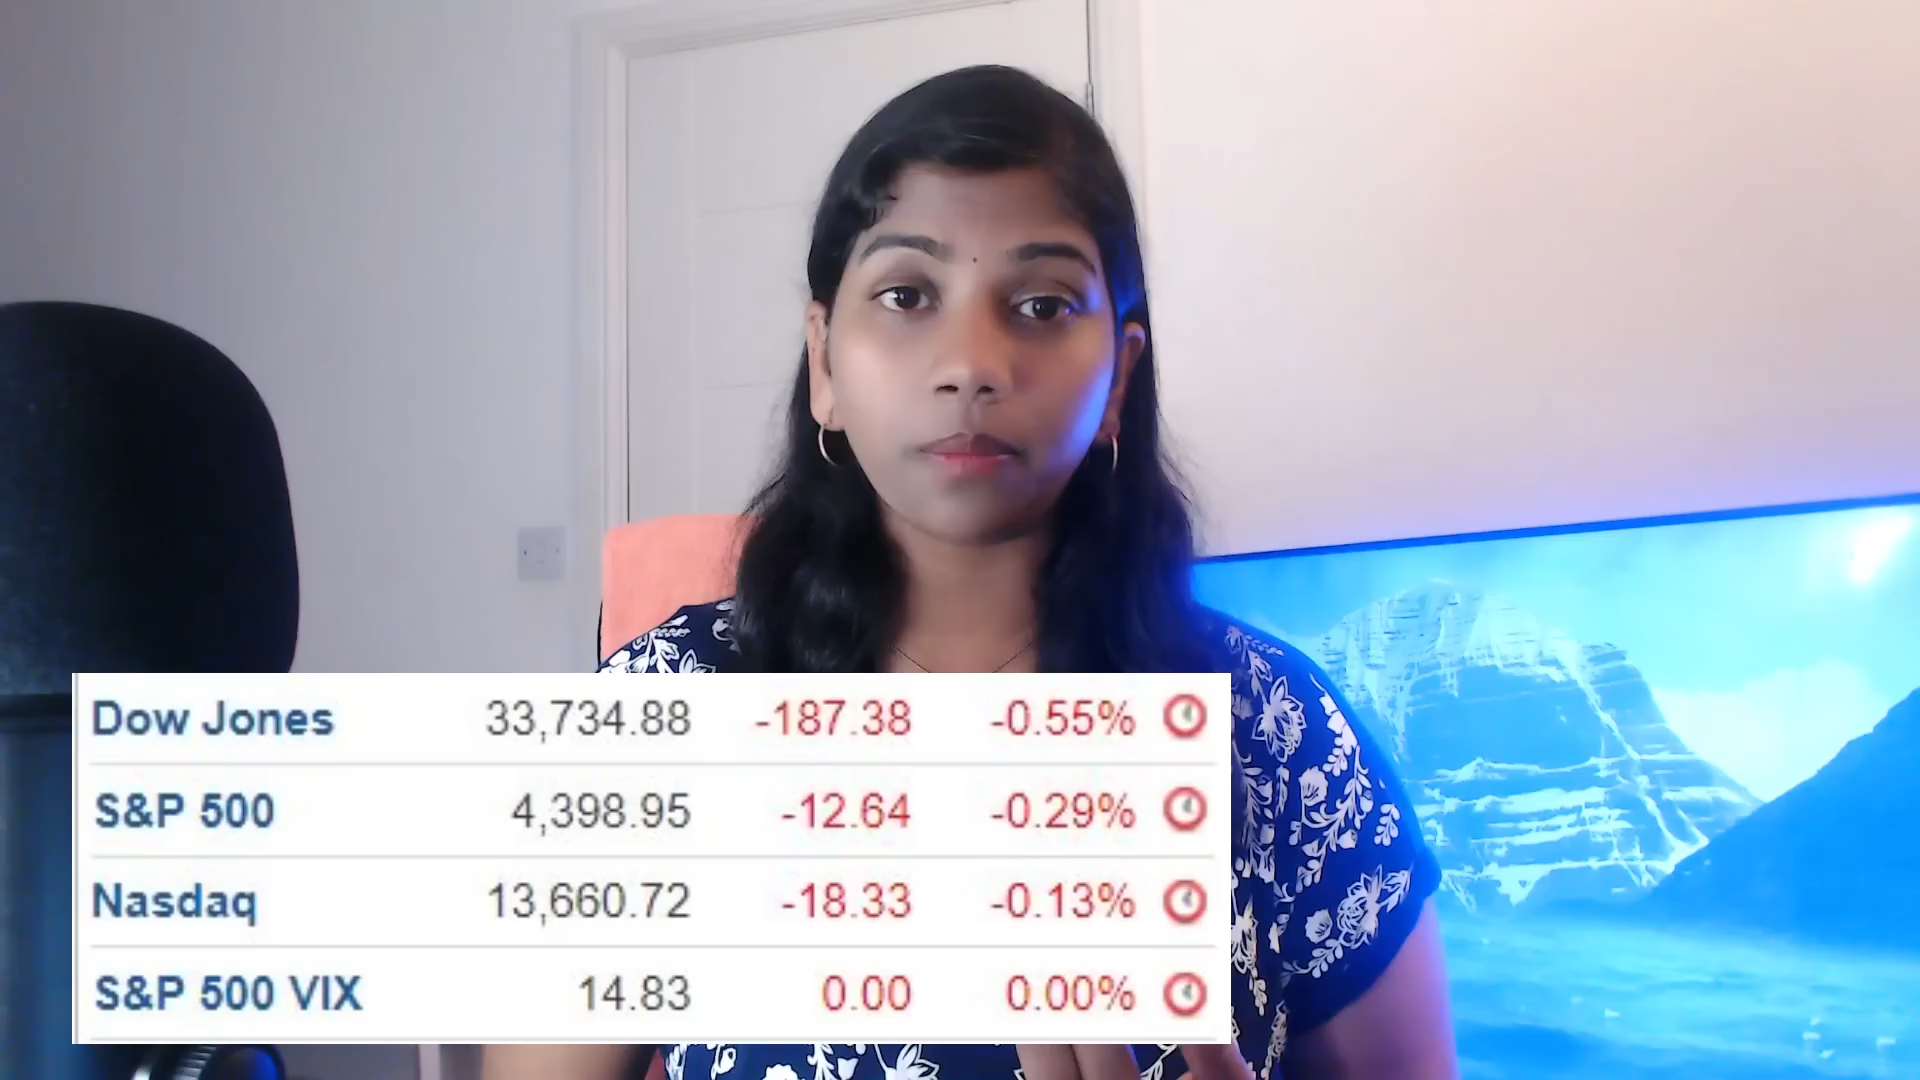 Dow Jones 33,734.88 -187.38 -0.55%
S&P 500 4,398.95 -12.64 -0.29%
Nasdaq 13,660.72 -18.33 -0.13%
S&P 500 VIX 14.83 0.00 0.00%